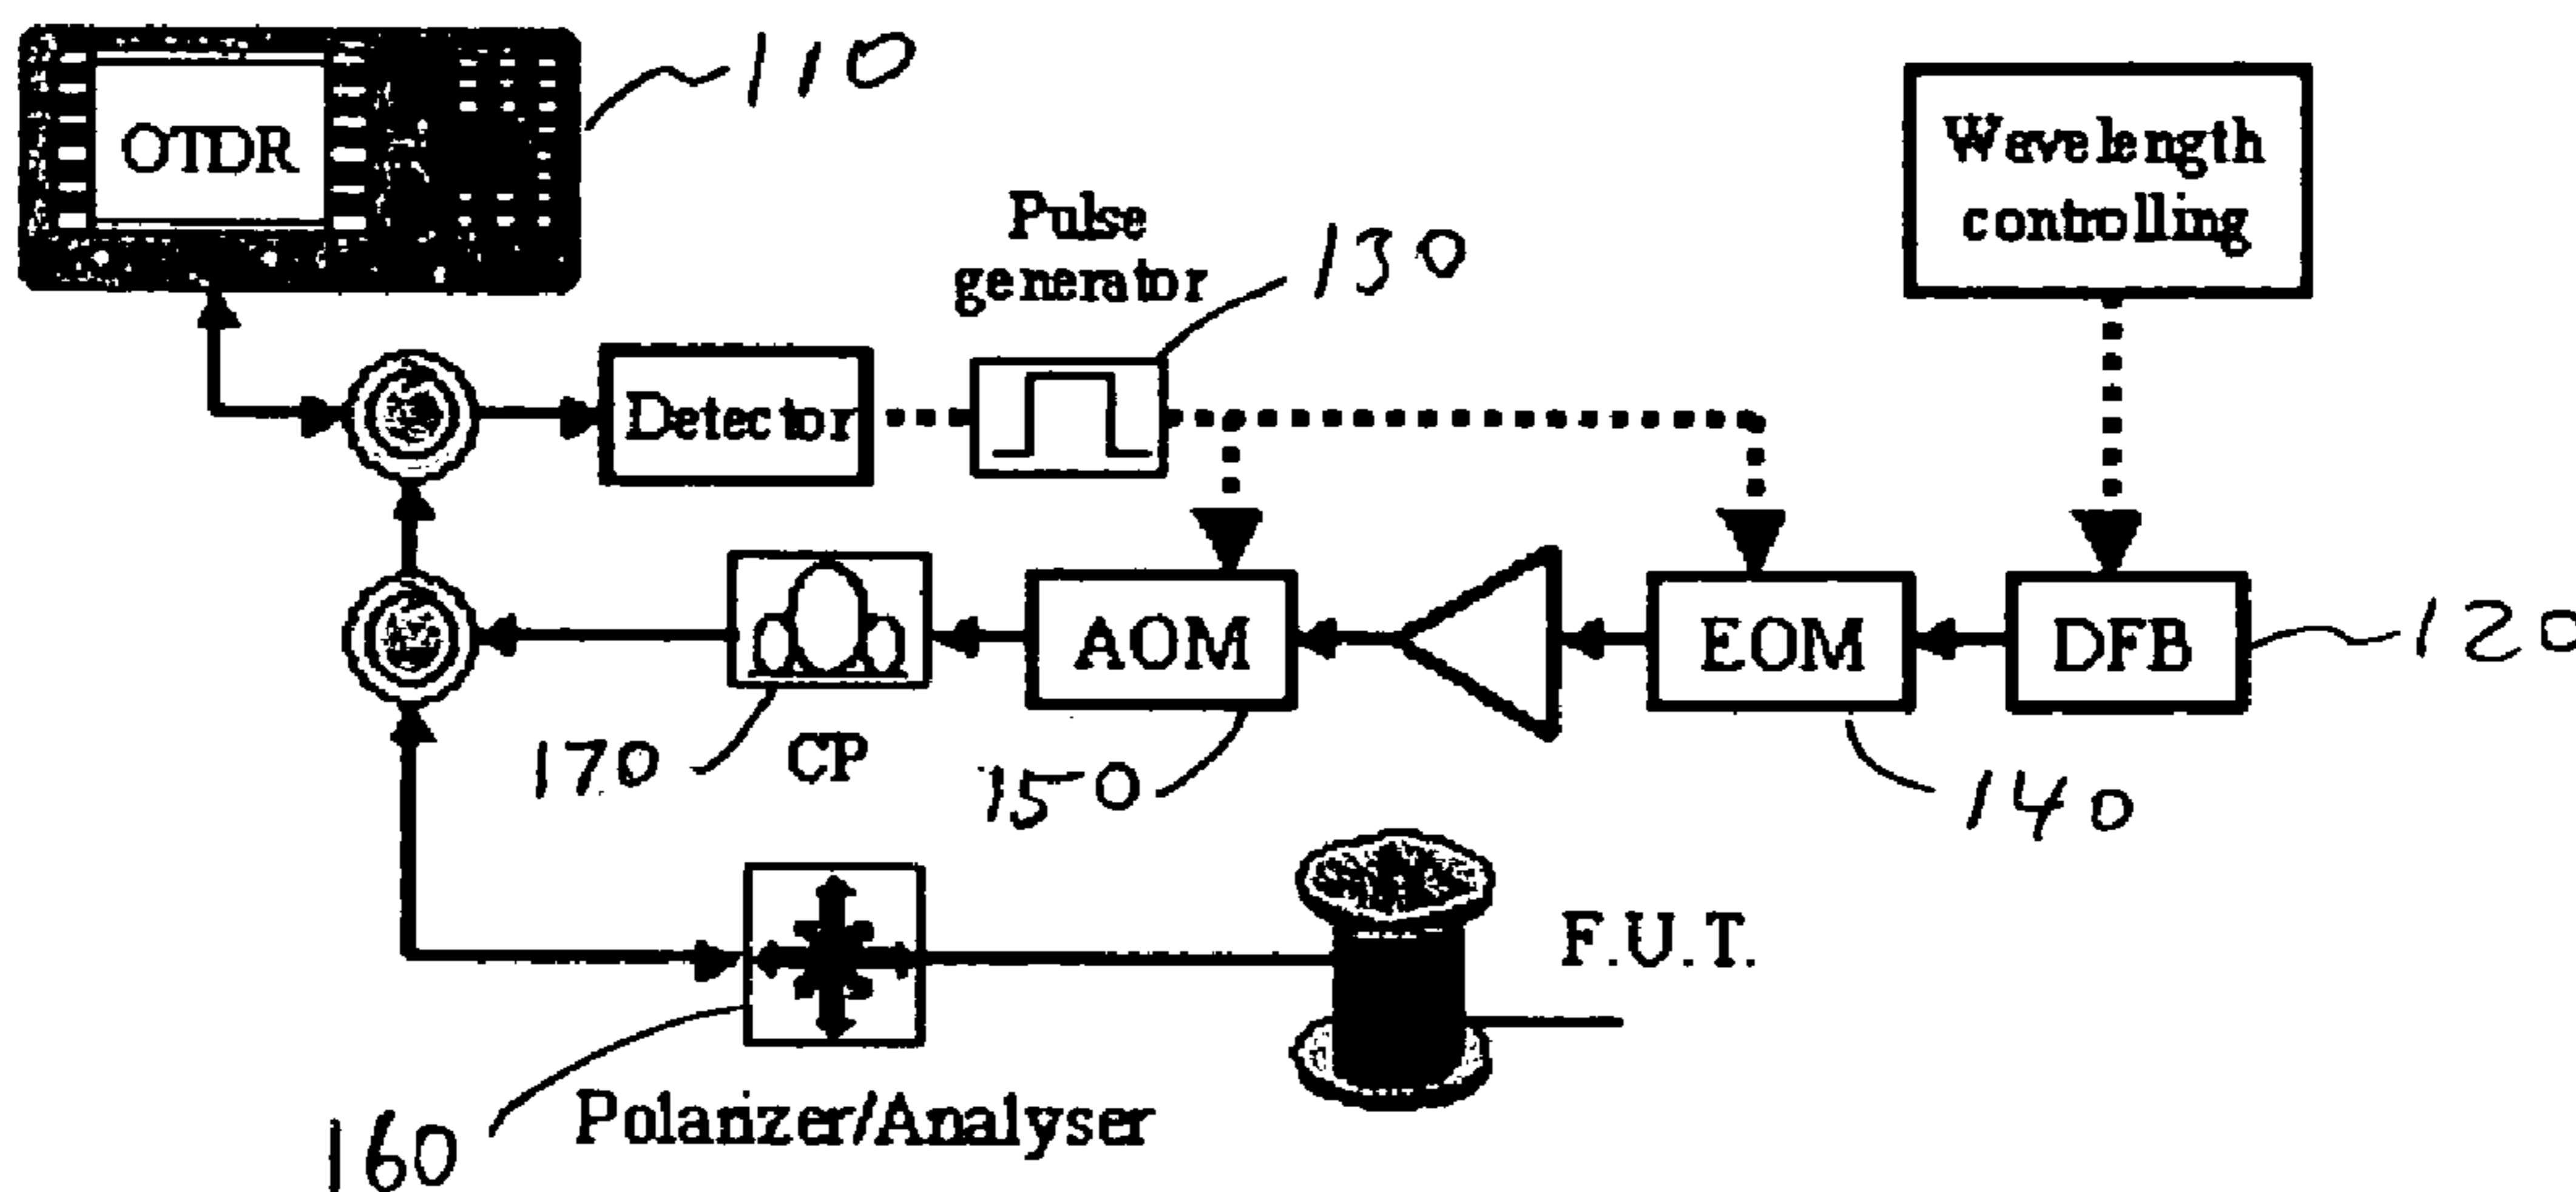 110
OTDR
Wavelength
controlling
Pulse
generator
130
Detector
AOM
EOM
DFB
120
170
CP
150
140
F.U.T.
Polarizer/Analyser
160